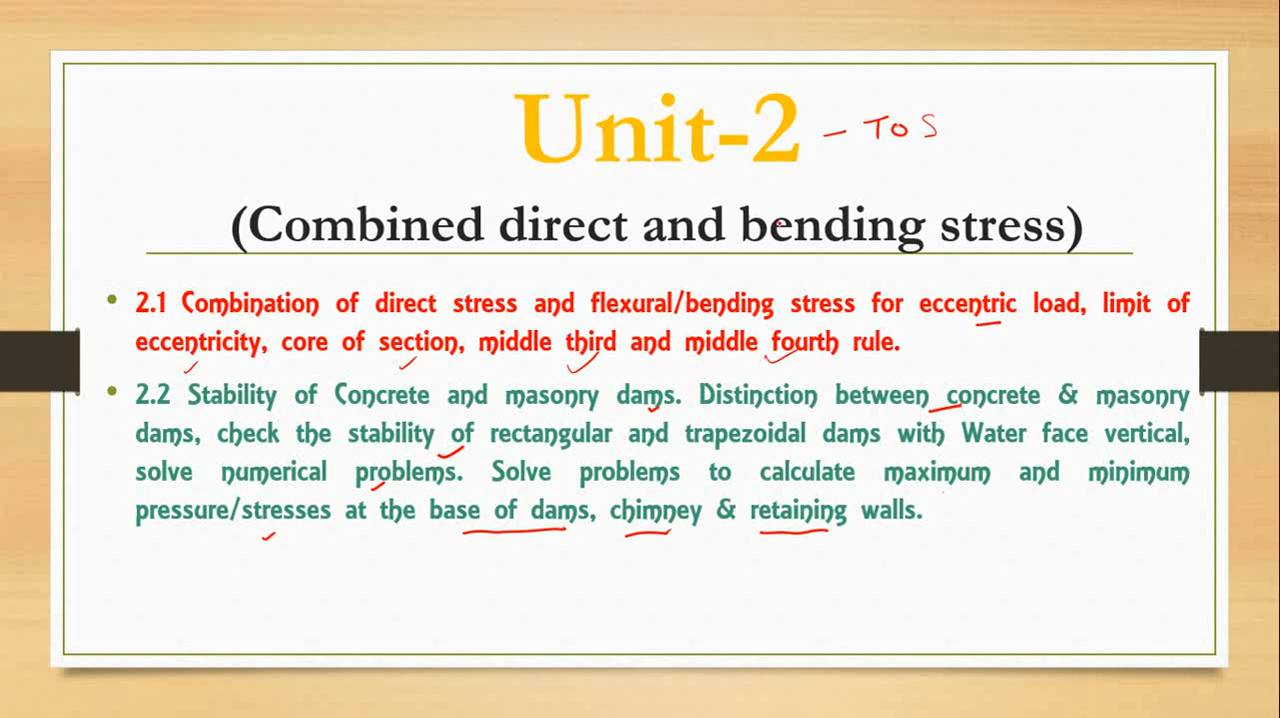 Unit-2 – TOS
(Combined direct and bending stress)
• 2.1 Combination of direct stress and flexural/bending stress for eccentric load, limit of
eccentricity, core of section, middle third and middle fourth rule.
• 2.2 Stability of Concrete and masonry dams. Distinction between concrete & masonry
dams, check the stability of rectangular and trapezoidal dams with Water face vertical,
solve numerical problems. Solve problems to calculate maximum and minimum
pressure/stresses at the base of dams, chimney & retaining walls.